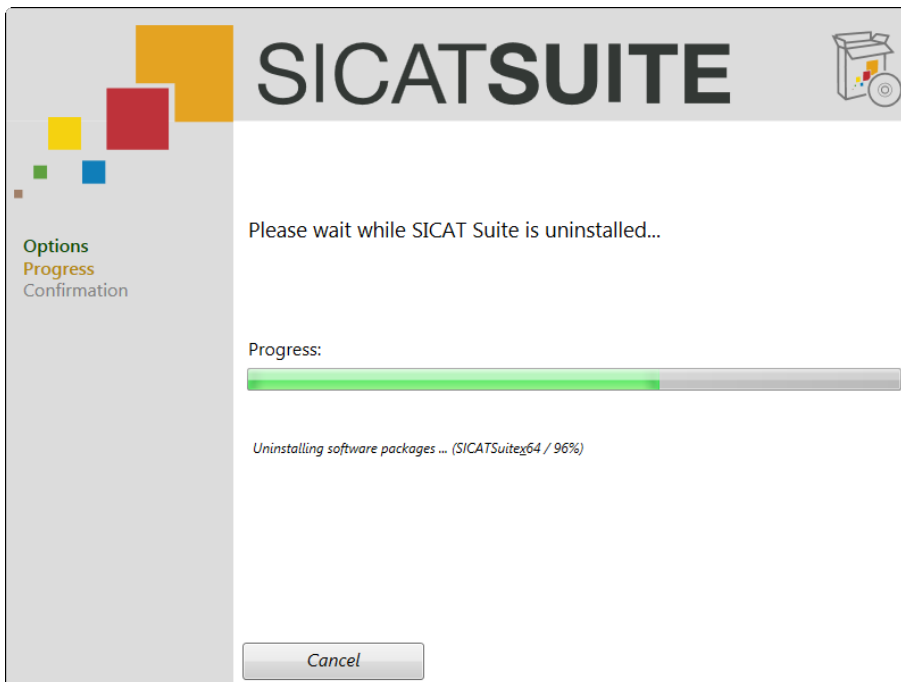 SICATSUITE
Options
Progress
Confirmation
Please wait while SICAT Suite is uninstalled...
Progress:
Uninstalling software packages ... (SICATSuitex64 / 96%)
Cancel